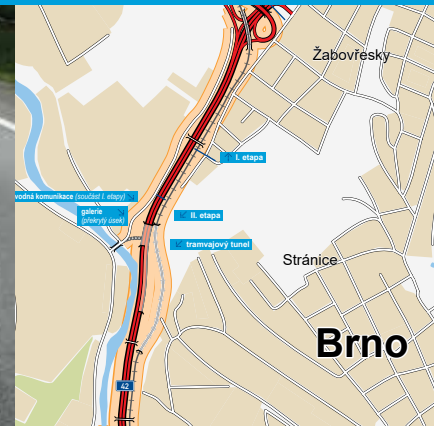 Žabovřesky
↑ I. etapa
vodná komunikace (součást I. etapy) ↘
galerie ↘
(překrytý úsek)
↙ II. etapa
↙ tramvajový tunel
Stránice
Brno
42